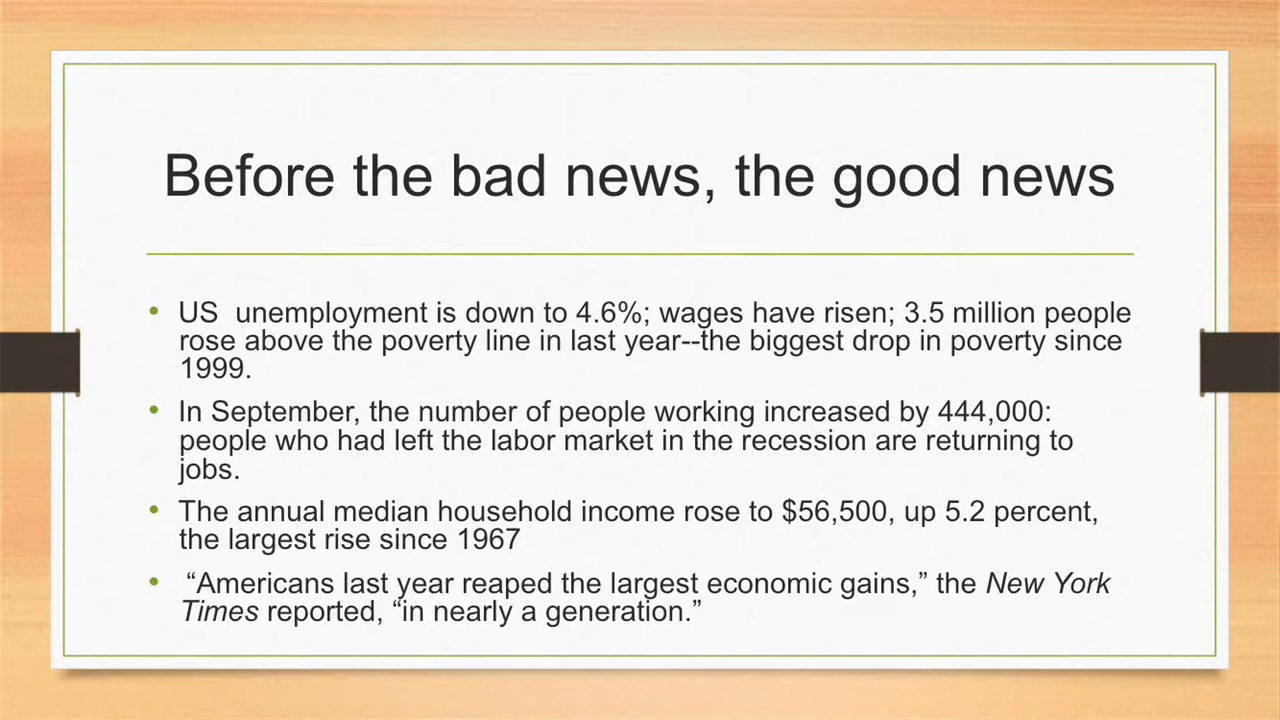 Before the bad news, the good news
• US  unemployment is down to 4.6%; wages have risen; 3.5 million people
rose above the poverty line in last year--the biggest drop in poverty since
1999.
• In September, the number of people working increased by 444,000:
people who had left the labor market in the recession are returning to
jobs.
• The annual median household income rose to $56,500, up 5.2 percent,
the largest rise since 1967
• “Americans last year reaped the largest economic gains,” the New York
Times reported, “in nearly a generation.”